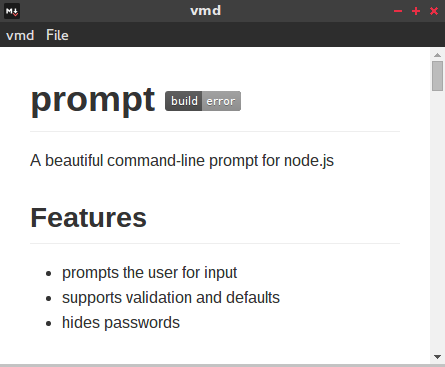 vmd
vmd File
prompt build error
A beautiful command-line prompt for node.js
Features
prompts the user for input
supports validation and defaults
hides passwords